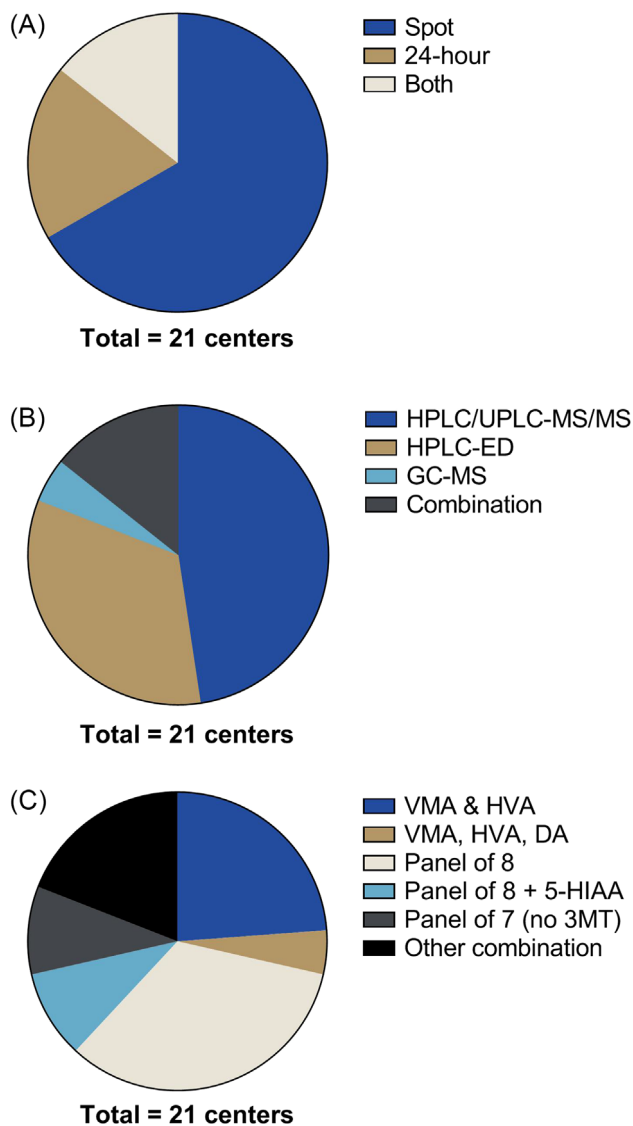 (A)
Spot
24-hour
Both
Total = 21 centers
(B)
HPLC/UPLC-MS/MS
HPLC-ED
GC-MS
Combination
Total = 21 centers
(C)
VMA & HVA
VMA, HVA, DA
Panel of 8
Panel of 8 + 5-HIAA
Panel of 7 (no 3MT)
Other combination
Total = 21 centers